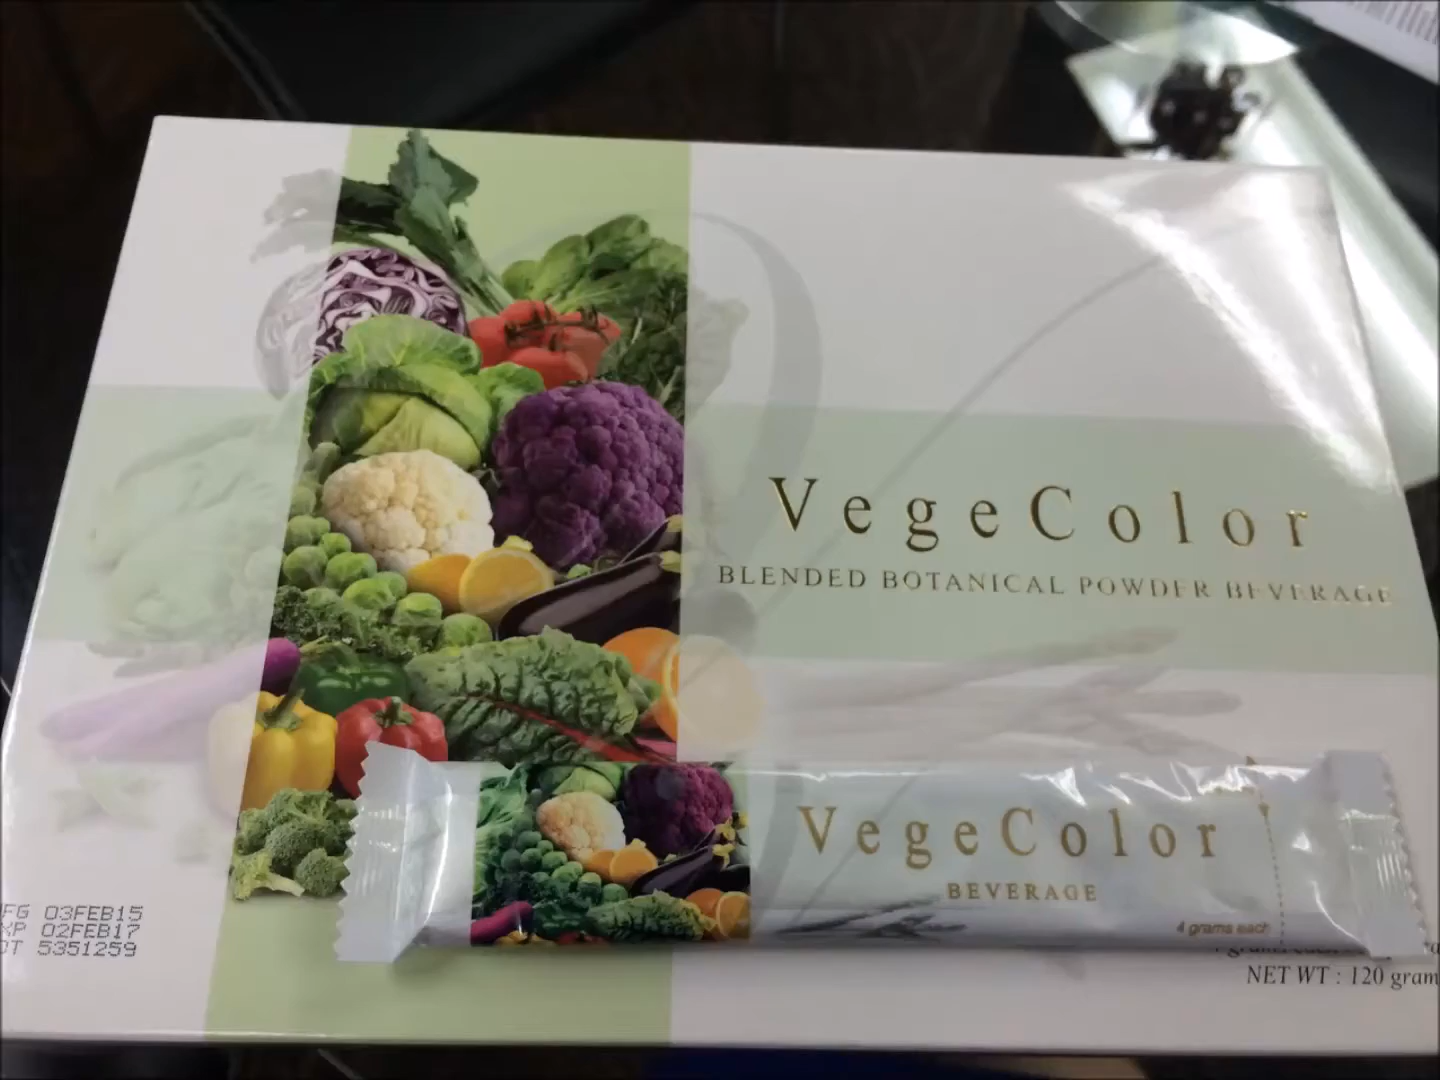 VegeColor
BLENDED BOTANICAL POWDER BEVERAGE
VegeColor
BEVERAGE
4 grams each
FG 03FEB15
XP 02FEB17
OT 5351259
NET WT : 120 gram